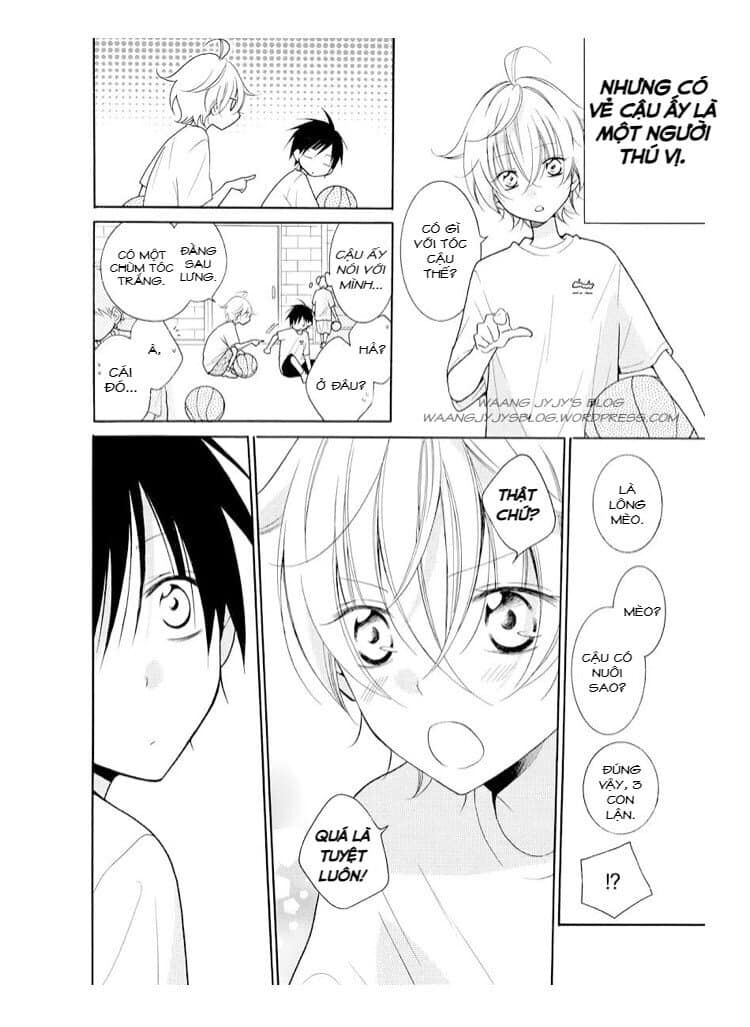 NHƯNG CÓ
VẺ CẬU ẤY LÀ
MỘT NGƯỜI
THÚ VỊ.
CÓ GÌ
VỚI TÓC
CẬU
THẾ?
CẬU ẤY
NÓI VỚI
MÌNH...
HẢ?
Ở ĐÂU?
ĐẰNG
SAU
LƯNG.
CÓ MỘT
CHÙM TÓC
TRẮNG.
À,
CÁI
ĐÓ...
WAANG JYJY'S BLOG
WAANGJYJYSBLOG.WORDPRESS.COM
LÀ
LÔNG
MÈO.
MÈO?
CẬU CÓ
NUÔI
SAO?
ĐÚNG
VẬY, 3
CON
LẬN.
!?
THẬT
CHỨ?
QUÁ LÀ
TUYỆT
LUÔN!